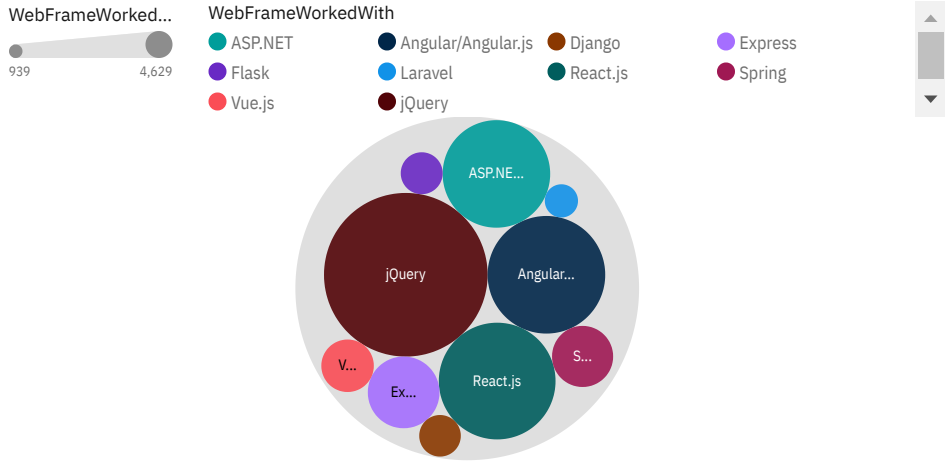 WebFrameWorked...
939 4,629
WebFrameWorkedWith
ASP.NET Angular/Angular.js Django Express
Flask Laravel React.js Spring
Vue.js jQuery
ASP.NE...
jQuery Angular...
V... Ex... React.js S...